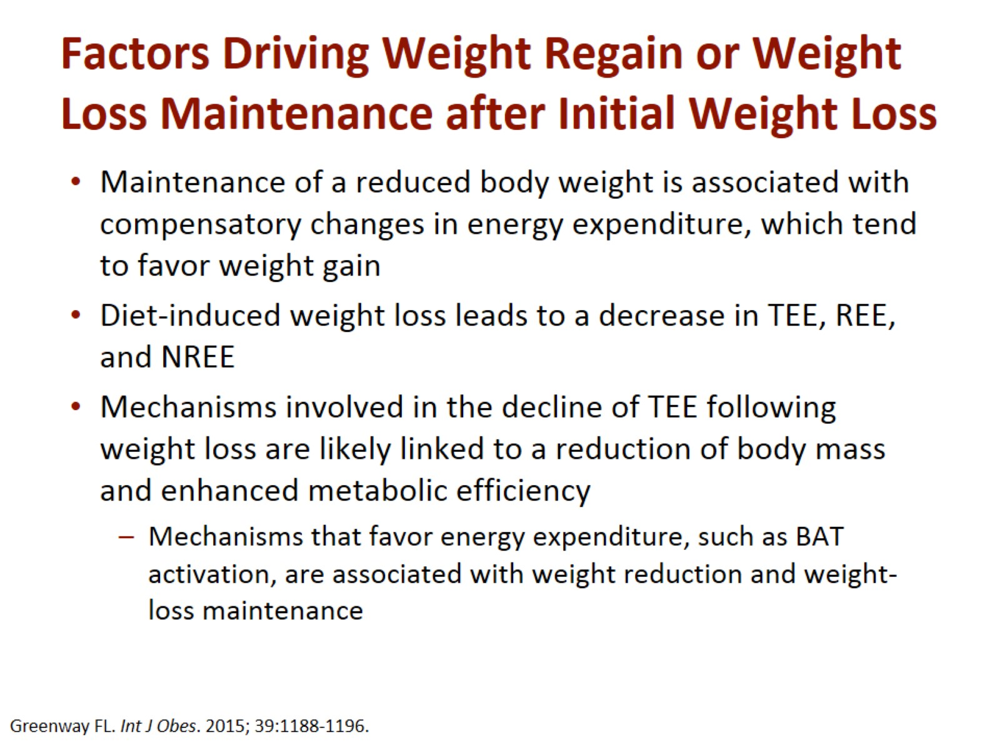 Factors Driving Weight Regain or Weight
Loss Maintenance after Initial Weight Loss
• Maintenance of a reduced body weight is associated with
compensatory changes in energy expenditure, which tend
to favor weight gain
• Diet-induced weight loss leads to a decrease in TEE, REE,
and NREE
• Mechanisms involved in the decline of TEE following
weight loss are likely linked to a reduction of body mass
and enhanced metabolic efficiency
– Mechanisms that favor energy expenditure, such as BAT
activation, are associated with weight reduction and weight-
loss maintenance
Greenway FL. Int J Obes. 2015; 39:1188-1196.